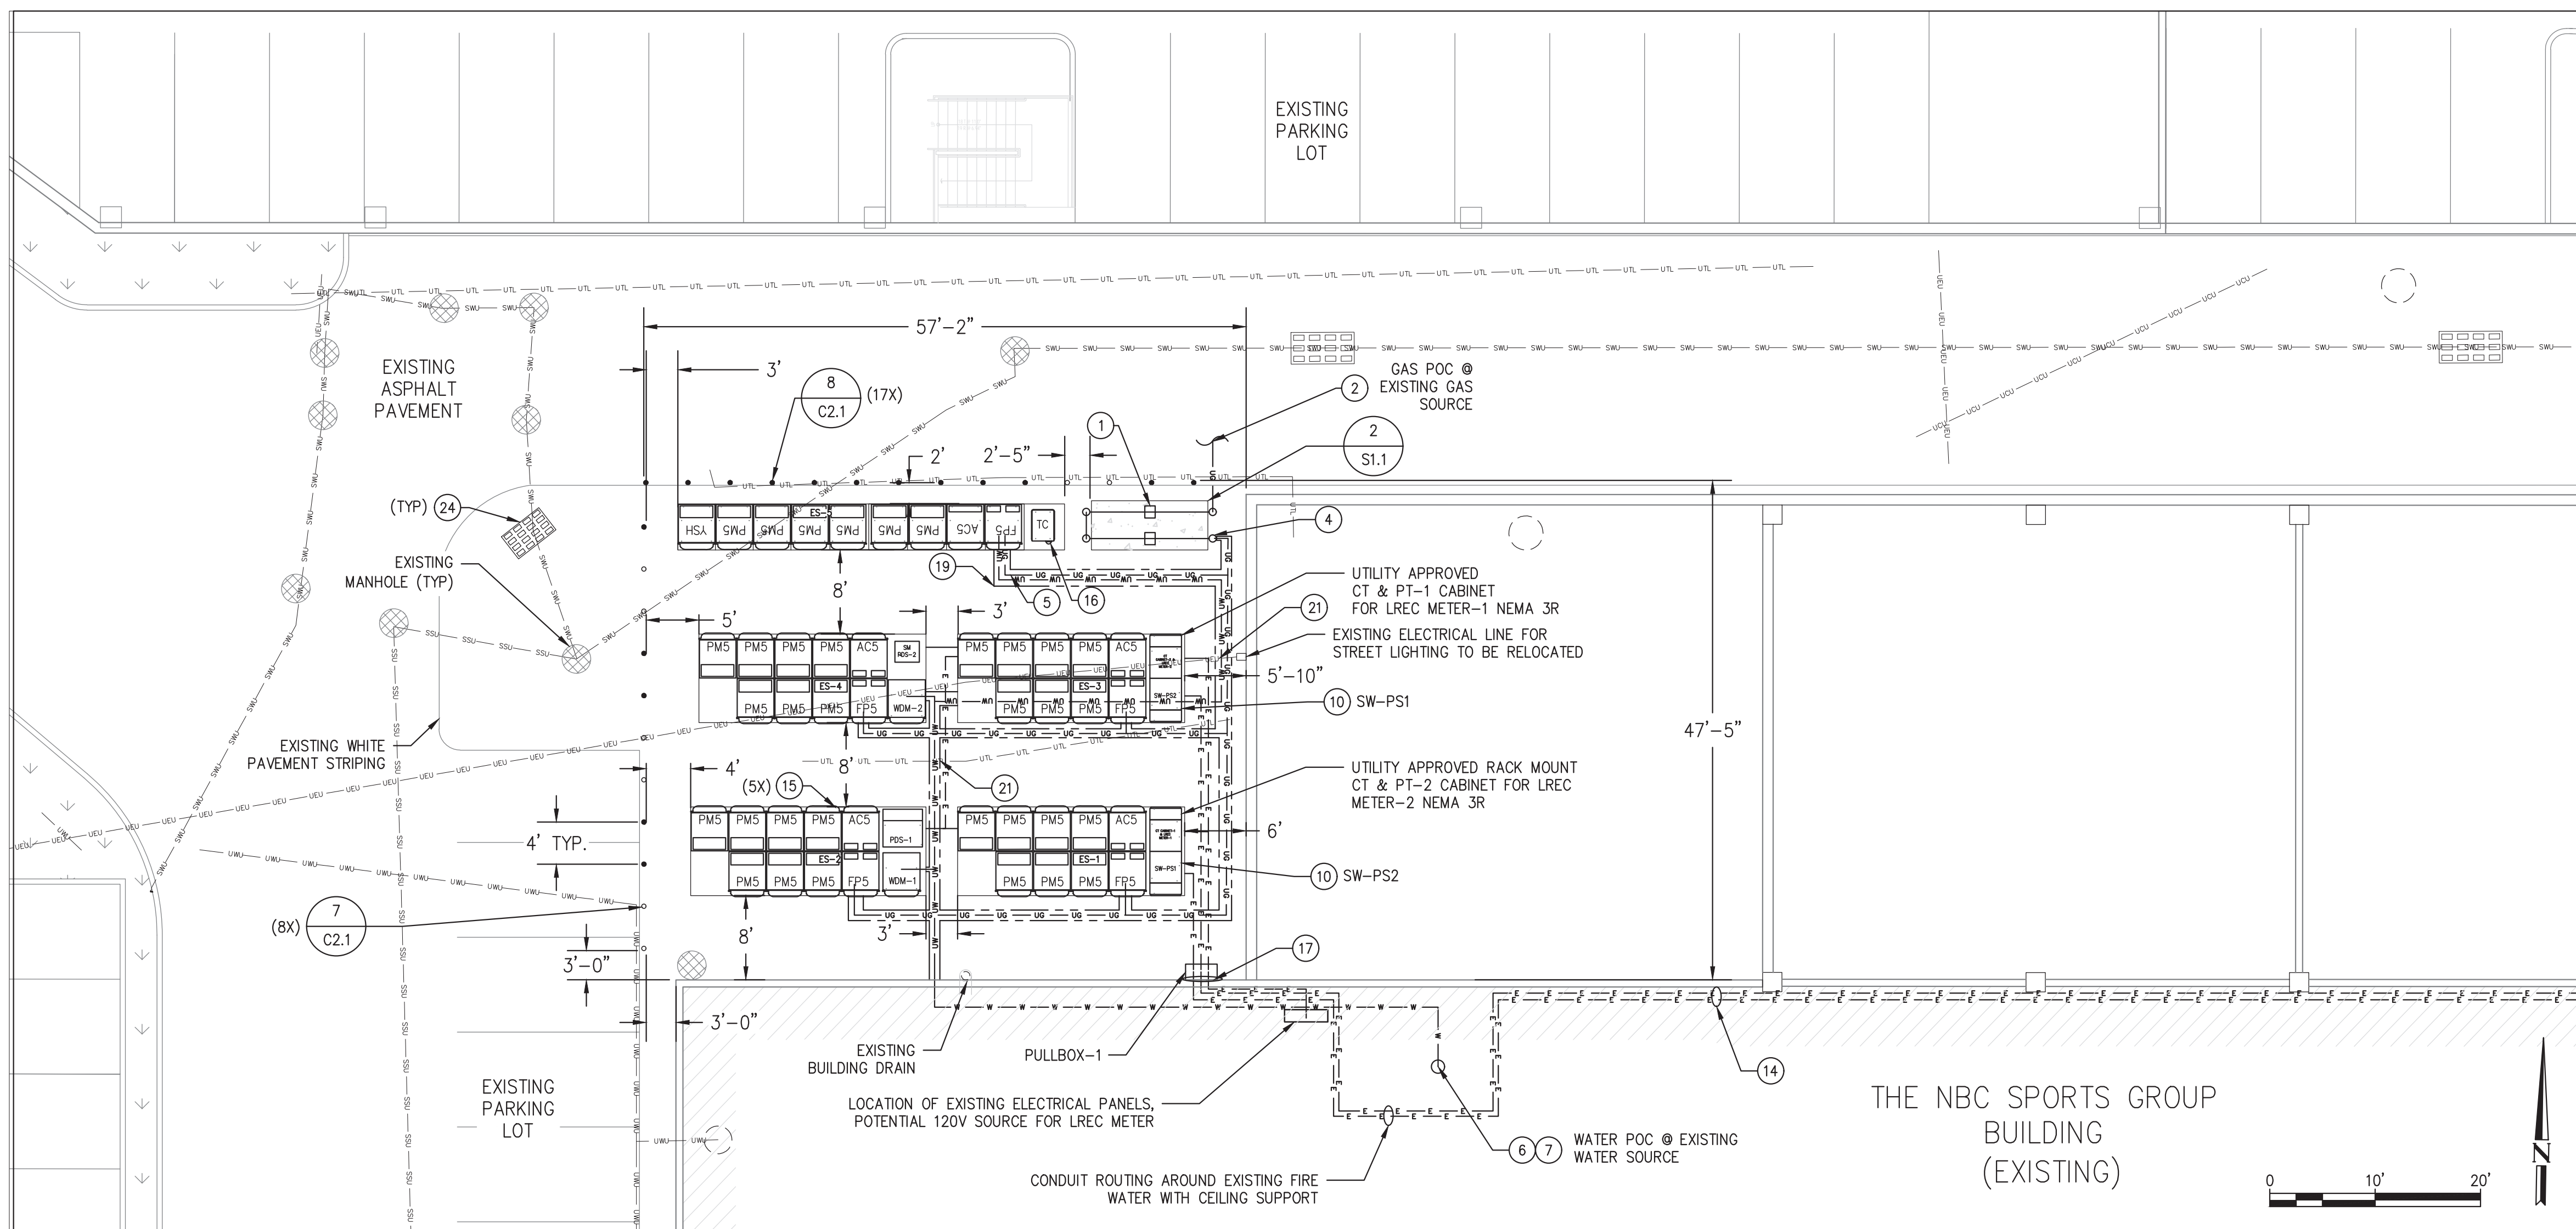 EXISTING
PARKING
LOT
57'-2"
EXISTING
ASPHALT
PAVEMENT
3'
8
C2.1
(17X)
2'
2'-5"
1
2
GAS POC @
EXISTING GAS
SOURCE
2
S1.1
(TYP) 24
EXISTING
MANHOLE (TYP)
HSY PM5 PM5 PM5 PM5 PM5 PM5 AC5 FP5 TC
ES-5
4
19
5
16
8'
5'
3'
UTILITY APPROVED
CT & PT-1 CABINET
FOR LREC METER-1 NEMA 3R
21
EXISTING ELECTRICAL LINE FOR
STREET LIGHTING TO BE RELOCATED
5'-10"
10 SW-PS1
PM5 PM5 PM5 PM5 AC5
SM
ES-4
PM5 PM5 PM5 FP5 WDM-2
PM5 PM5 PM5 PM5 AC5
ES-3
SW-PS2
PM5 PM5 PM5 FP5
47'-5"
EXISTING WHITE
PAVEMENT STRIPING
4'
8'
(5X) 15
21
UTILITY APPROVED RACK MOUNT
CT & PT-2 CABINET FOR LREC
METER-2 NEMA 3R
6'
4' TYP.
PM5 PM5 PM5 PM5 AC5
PDS-1
ES-2
PM5 PM5 PM5 FP5 WDM-1
PM5 PM5 PM5 PM5 AC5
ES-1
SW-PS1
PM5 PM5 PM5 FP5
10 SW-PS2
(8X)
7
C2.1
3'-0"
8'
3'
17
3'-0"
EXISTING
BUILDING DRAIN
PULLBOX-1
14
EXISTING
PARKING
LOT
LOCATION OF EXISTING ELECTRICAL PANELS,
POTENTIAL 120V SOURCE FOR LREC METER
6 7
WATER POC @ EXISTING
WATER SOURCE
CONDUIT ROUTING AROUND EXISTING FIRE
WATER WITH CEILING SUPPORT
THE NBC SPORTS GROUP
BUILDING
(EXISTING)
0 10' 20'
N
UTL
SWU
UEU
UCU
SSU
UWU
UG
UW
E
W